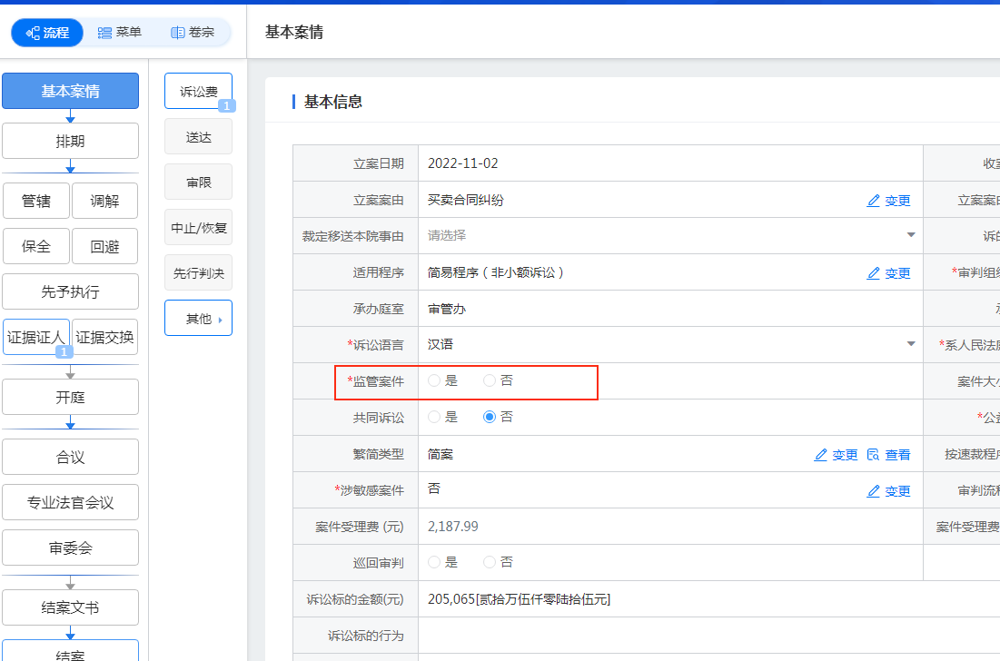 流程 菜单 卷宗
基本案情
基本案情
排期
管辖 调解
保全 回避
先予执行
证据证人 证据交换
1
开庭
合议
专业法官会议
审委会
结案文书
结案
诉讼费
1
送达
审限
中止/恢复
先行判决
其他
基本信息
立案日期 2022-11-02 收案
立案案由 买卖合同纠纷 变更 立案案由
裁定移送本院事由 请选择 诉的
适用程序 简易程序（非小额诉讼） 变更 *审判组织
承办庭室 审管办
*诉讼语言 汉语 *系人民法庭
*监管案件 是 否 案件大小
共同诉讼 是 否 *公益
繁简类型 简案 变更 查看 按速裁程序
*涉敏感案件 否 变更 审判流程
案件受理费 (元) 2,187.99 案件受理费
巡回审判 是 否
诉讼标的金额(元) 205,065[贰拾万伍仟零陆拾伍元]
诉讼标的行为